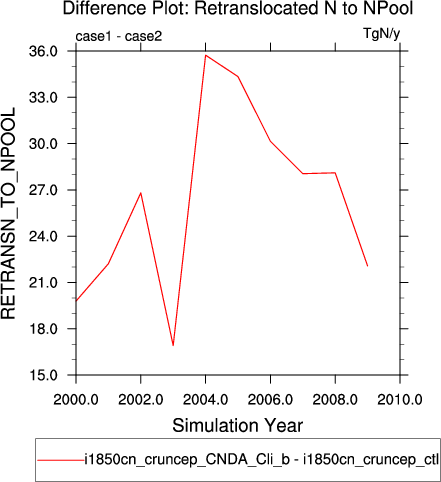 Difference Plot: Retranslocated N to NPool
case1 - case2
TgN/y
RETRANSN_TO_NPOOL
36.0
33.0
30.0
27.0
24.0
21.0
18.0
15.0
2000.0 2002.0 2004.0 2006.0 2008.0 2010.0
Simulation Year
i1850cn_cruncep_CNDA_Cli_b - i1850cn_cruncep_ctl